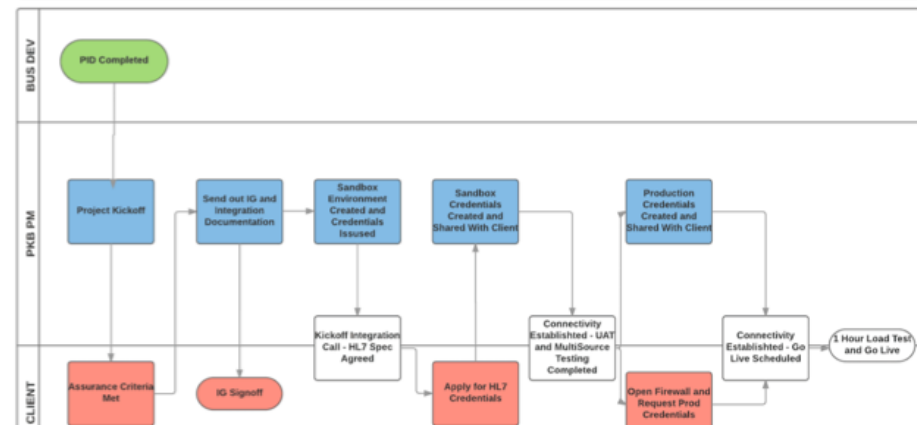 BUS DEV
PID Completed
PKB PM
Project Kickoff
Send out IG and
Integration
Documentation
Sandbox
Environment
Created and
Credentials
Issused
Sandbox
Credentials
Created and
Shared With Client
Production
Credentials
Created and
Shared With Client
Kickoff Integration
Call - HL7 Spec
Agreed
Connectivity
Establishted - UAT
and MultiSource
Testing
Completed
Connectivity
Establishted - Go
Live Scheduled
1 Hour Load Test
and Go Live
CLIENT
Assurance Criteria
Met
IG Signoff
Apply for HL7
Credentials
Open Firewall and
Request Prod
Credentials